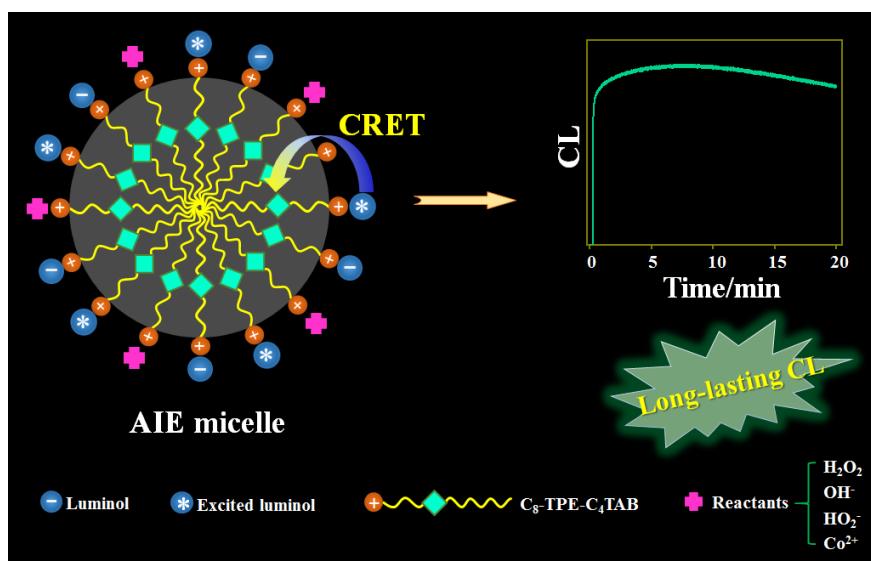 CRET
AIE micelle
CL
0 5 10 15 20
Time/min
Long-lasting CL
Luminol
Excited luminol
C₈-TPE-C₄TAB
Reactants
H₂O₂
OH⁻
HO₂⁻
Co²⁺